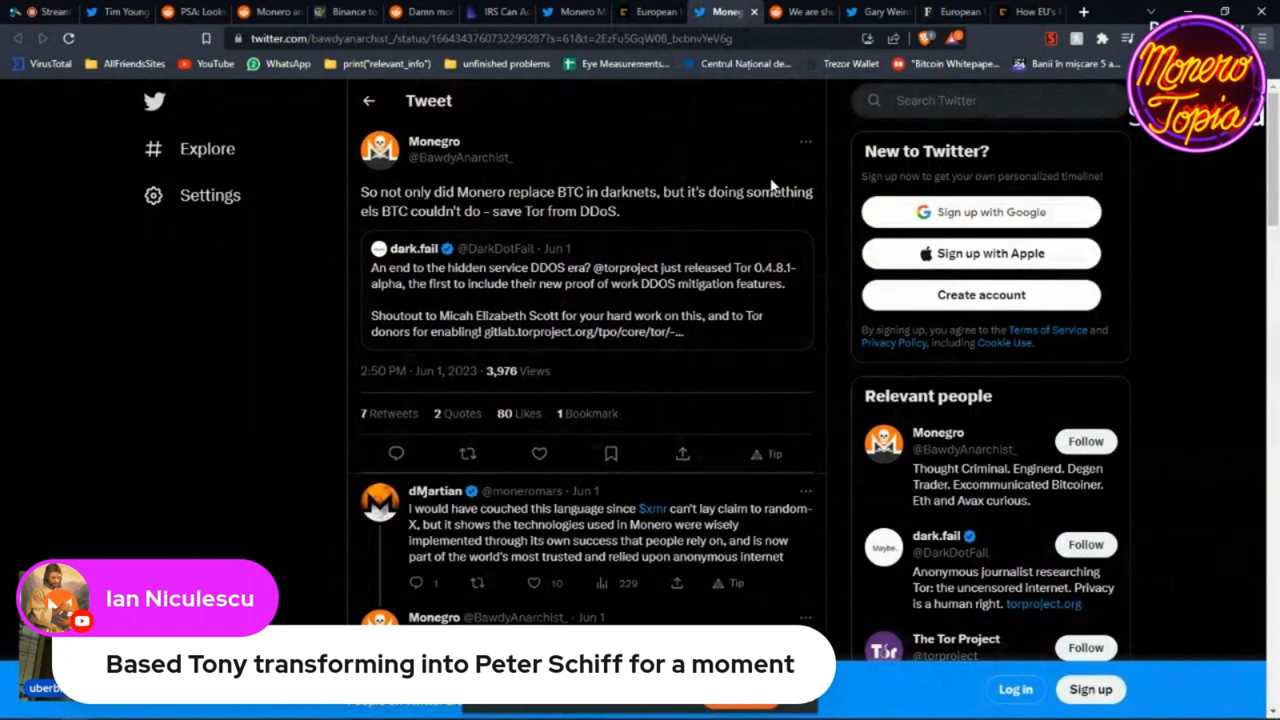 Stream
Tim Young
PSA: Looks
Monero an
Binance to
Damn mor
IRS Can Ac
Monero M
European
Moneg
We are sh
Gary Wein
European
How EU's
twitter.com/bawdyanarchist_/status/1664343760732299287?s=61&t=2EzFu5GqW08_bcbnvYeV6g
VirusTotal
AllFriendsSites
YouTube
WhatsApp
print("relevant_info")
unfinished problems
Eye Measurements...
Centrul Național de...
Trezor Wallet
"Bitcoin Whitepape...
Banii în mișcare 5 a...
Monero
Topia
Tweet
Search Twitter
Explore
Settings
Monegro
@BawdyAnarchist_
So not only did Monero replace BTC in darknets, but it's doing something
els BTC couldn't do - save Tor from DDoS.
dark.fail @DarkDotFail · Jun 1
An end to the hidden service DDOS era? @torproject just released Tor 0.4.8.1-
alpha, the first to include their new proof of work DDOS mitigation features.
Shoutout to Micah Elizabeth Scott for your hard work on this, and to Tor
donors for enabling! gitlab.torproject.org/tpo/core/tor/-...
2:50 PM · Jun 1, 2023 · 3,976 Views
7 Retweets 2 Quotes 80 Likes 1 Bookmark
Tip
dMartian @moneromars · Jun 1
I would have couched this language since $xmr can't lay claim to random-
X, but it shows the technologies used in Monero were wisely
implemented through its own success that people rely on, and is now
part of the world's most trusted and relied upon anonymous internet
1 10 229 Tip
Monegro @BawdyAnarchist_ · Jun 1
New to Twitter?
Sign up now to get your own personalized timeline!
Sign up with Google
Sign up with Apple
Create account
By signing up, you agree to the Terms of Service and
Privacy Policy, including Cookie Use.
Relevant people
Monegro
@BawdyAnarchist_
Follow
Thought Criminal. Enginerd. Degen
Trader. Excommunicated Bitcoiner.
Eth and Avax curious.
Maybe.
dark.fail
@DarkDotFail
Follow
Anonymous journalist researching
Tor: the uncensored internet. Privacy
is a human right. torproject.org
Tor
The Tor Project
@torproject
Follow
Ian Niculescu
Based Tony transforming into Peter Schiff for a moment
Log in
Sign up